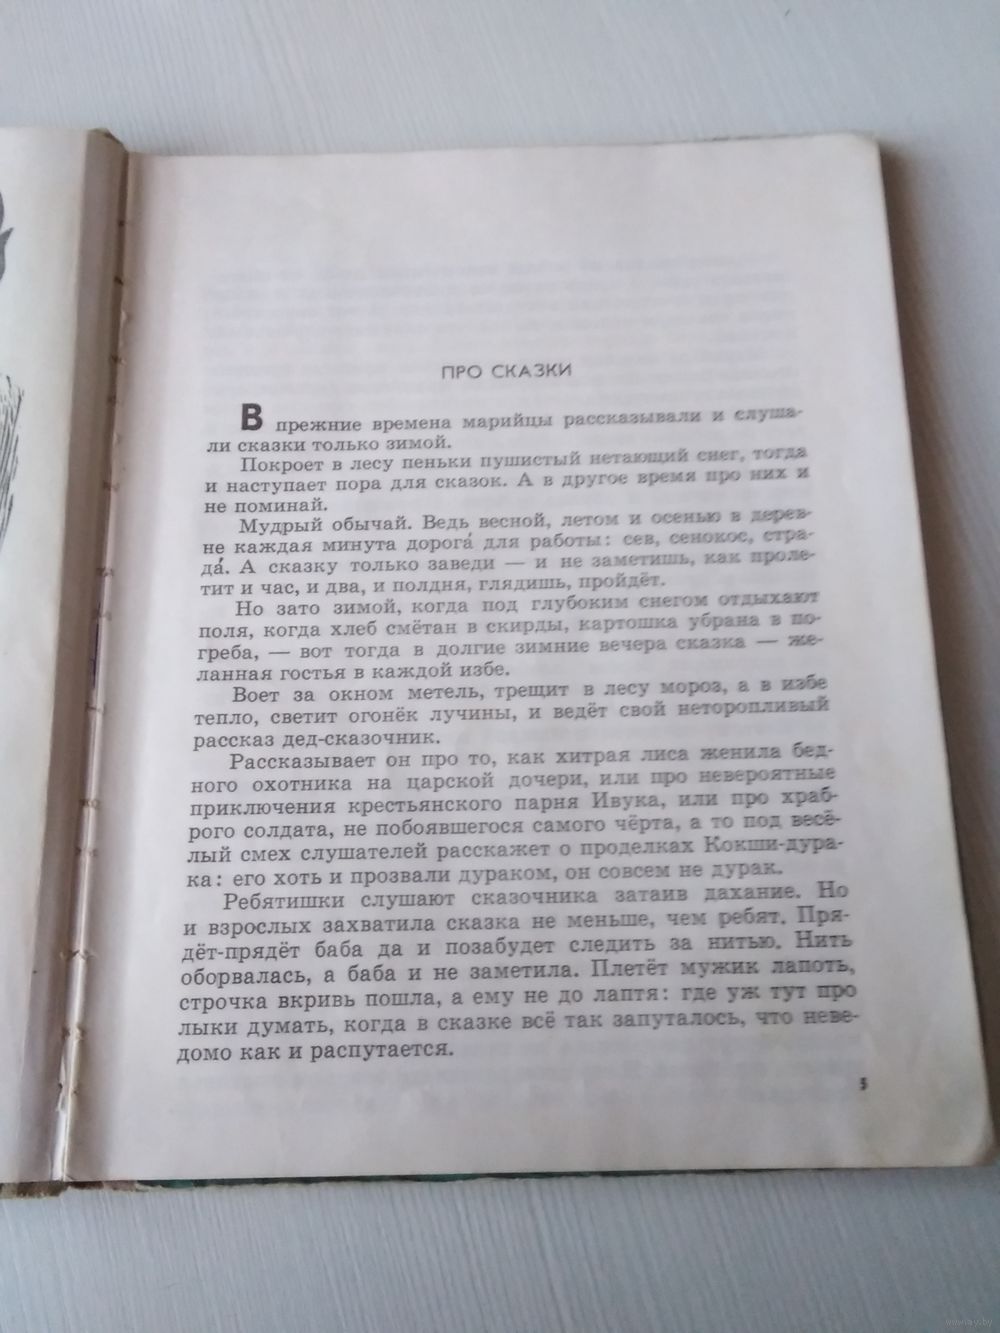 ПРО СКАЗКИ
В прежние времена марийцы рассказывали и слуша-
ли сказки только зимой.
Покроет в лесу пеньки пушистый нетающий снег, тогда
и наступает пора для сказок. А в другое время про них и
не поминай.
Мудрый обычай. Ведь весной, летом и осенью в дерев-
не каждая минута дорога́ для работы: сев, сенокос, стра-
да́. А сказку только заведи — и не заметишь, как проле-
тит и час, и два, и полдня, глядишь, пройдёт.
Но зато зимой, когда под глубоким снегом отдыхают
поля, когда хлеб смётан в скирды, картошка убрана в по-
греба, — вот тогда в долгие зимние вечера сказка — же-
ланная гостья в каждой избе.
Воет за окном метель, трещит в лесу мороз, а в избе
тепло, светит огонёк лучины, и ведёт свой неторопливый
рассказ дед-сказочник.
Рассказывает он про то, как хитрая лиса женила бед-
ного охотника на царской дочери, или про невероятные
приключения крестьянского парня Ивука, или про храб-
рого солдата, не побоявшегося самого чёрта, а то под весё-
лый смех слушателей расскажет о проделках Кокши-дура-
ка: его хоть и прозвали дураком, он совсем не дурак.
Ребятишки слушают сказочника затаив дахание. Но
и взрослых захватила сказка не меньше, чем ребят. Пря-
дёт-прядёт баба да и позабудет следить за нитью. Нить
оборвалась, а баба и не заметила. Плетёт мужик лапоть,
строчка вкривь пошла, а ему не до лаптя: где уж тут про
лыки думать, когда в сказке всё так запуталось, что неве-
домо как и распутается.
5
www.ay.by